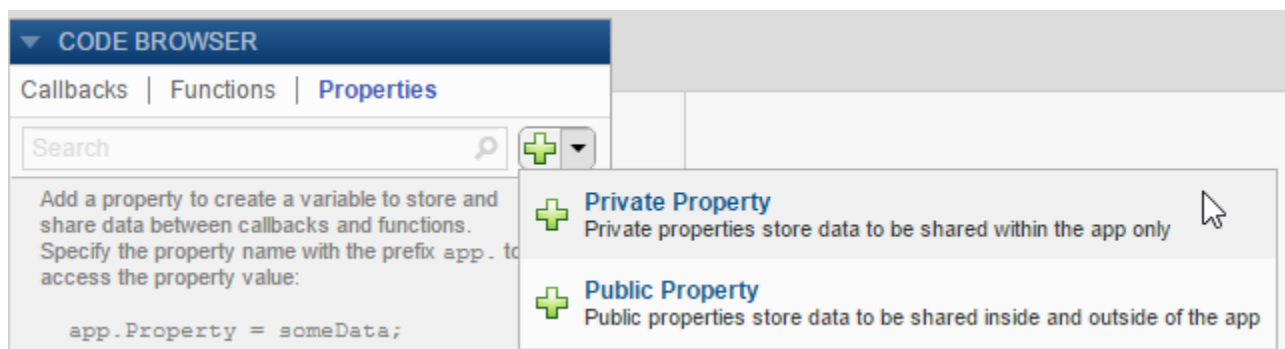 CODE BROWSER
Callbacks | Functions | Properties
Search
Add a property to create a variable to store and
share data between callbacks and functions.
Specify the property name with the prefix app. to
access the property value:
app.Property = someData;
Private Property
Private properties store data to be shared within the app only
Public Property
Public properties store data to be shared inside and outside of the app